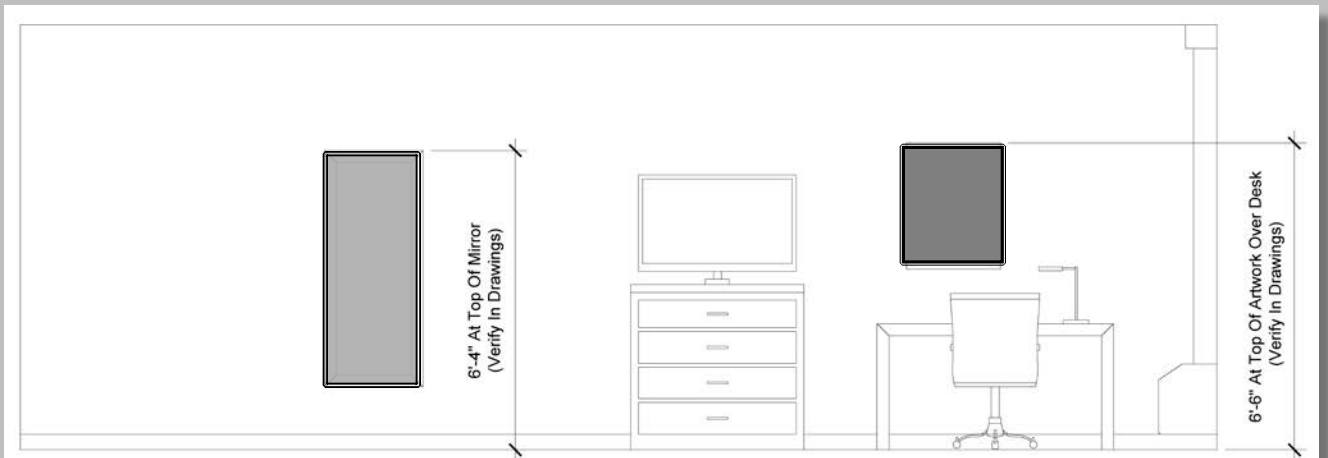 6'-4" At Top Of Mirror
(Verify In Drawings)
6'-6" At Top Of Artwork Over Desk
(Verify In Drawings)